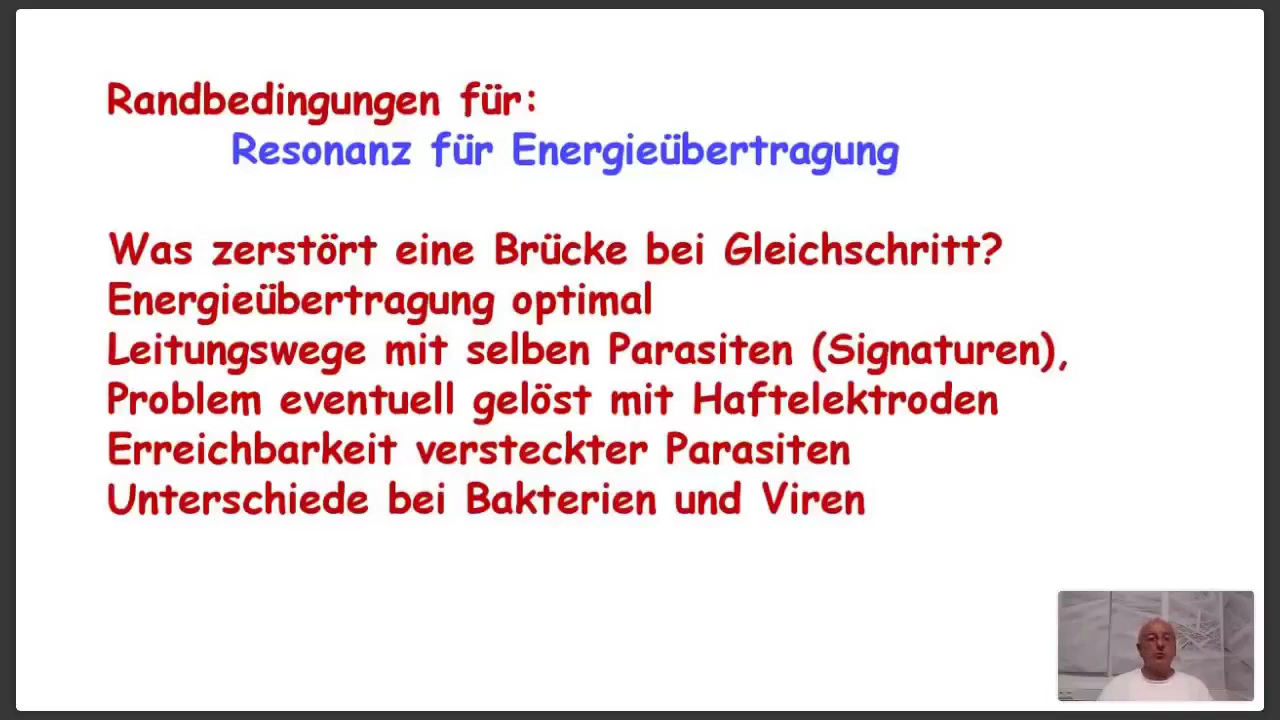 Randbedingungen für:
Resonanz für Energieübertragung
Was zerstört eine Brücke bei Gleichschritt?
Energieübertragung optimal
Leitungswege mit selben Parasiten (Signaturen),
Problem eventuell gelöst mit Haftelektroden
Erreichbarkeit versteckter Parasiten
Unterschiede bei Bakterien und Viren